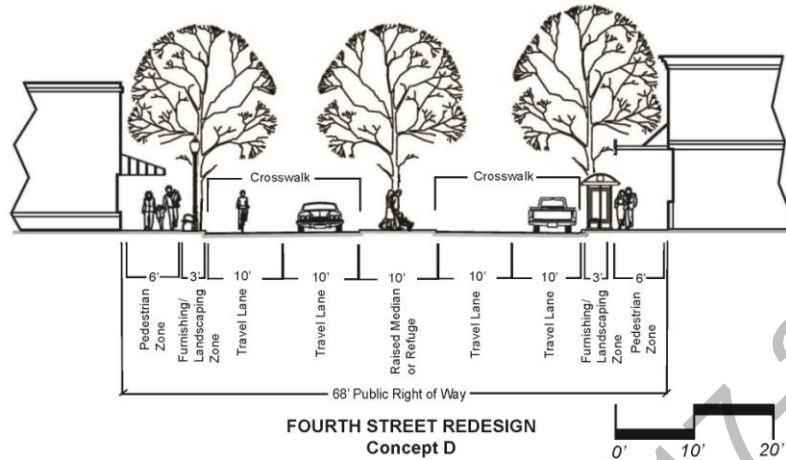 Crosswalk
Crosswalk
6'
3'
10'
10'
10'
10'
10'
3'
6'
Pedestrian
Zone
Furnishing/
Landscaping
Zone
Travel Lane
Travel Lane
Raised Median
or Refuge
Travel Lane
Travel Lane
Furnishing/
Landscaping
Zone
Pedestrian
Zone
68' Public Right of Way
FOURTH STREET REDESIGN
Concept D
0'
10'
20'